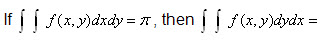 If ∫ ∫ f(x, y)dxdy = π, then ∫ ∫ f(x, y)dydx =